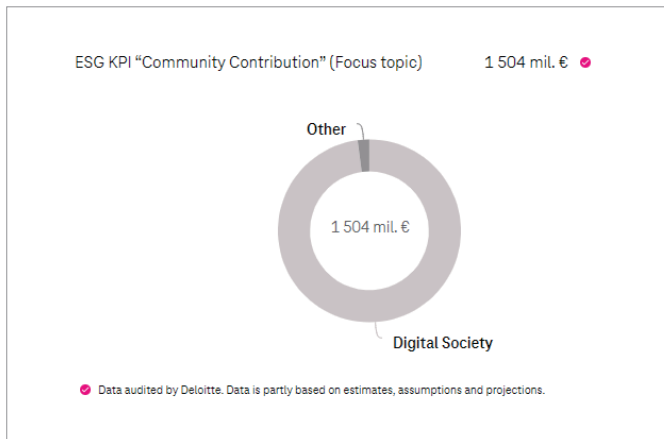 ESG KPI “Community Contribution” (Focus topic) 1 504 mil. €
Other
1 504 mil. €
Digital Society
Data audited by Deloitte. Data is partly based on estimates, assumptions and projections.